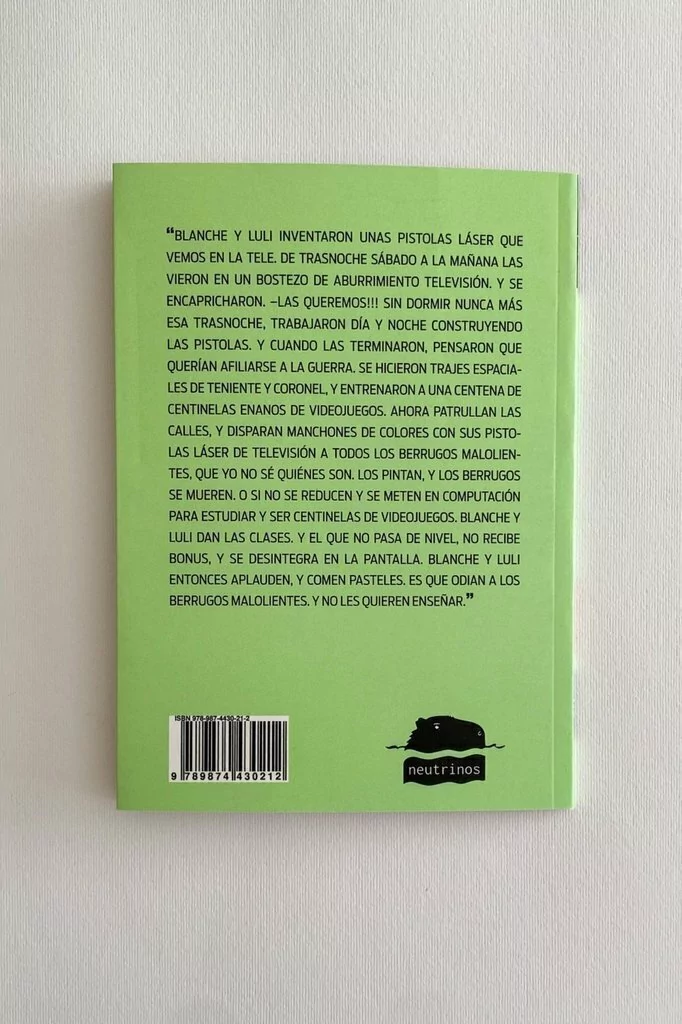 “BLANCHE Y LULI INVENTARON UNAS PISTOLAS LÁSER QUE
VEMOS EN LA TELE. DE TRASNOCHE SÁBADO A LA MAÑANA LAS
VIERON EN UN BOSTEZO DE ABURRIMIENTO TELEVISIÓN. Y SE
ENCAPRICHARON. –LAS QUEREMOS!!! SIN DORMIR NUNCA MÁS
ESA TRASNOCHE, TRABAJARON DÍA Y NOCHE CONSTRUYENDO
LAS PISTOLAS. Y CUANDO LAS TERMINARON, PENSARON QUE
QUERÍAN AFILIARSE A LA GUERRA. SE HICIERON TRAJES ESPACIA-
LES DE TENIENTE Y CORONEL, Y ENTRENARON A UNA CENTENA DE
CENTINELAS ENANOS DE VIDEOJUEGOS. AHORA PATRULLAN LAS
CALLES, Y DISPARAN MANCHONES DE COLORES CON SUS PISTO-
LAS LÁSER DE TELEVISIÓN A TODOS LOS BERRUGOS MALOLIEN-
TES, QUE YO NO SÉ QUIÉNES SON. LOS PINTAN, Y LOS BERRUGOS
SE MUEREN. O SI NO SE REDUCEN Y SE METEN EN COMPUTACIÓN
PARA ESTUDIAR Y SER CENTINELAS DE VIDEOJUEGOS. BLANCHE Y
LULI DAN LAS CLASES. Y EL QUE NO PASA DE NIVEL, NO RECIBE
BONUS, Y SE DESINTEGRA EN LA PANTALLA. BLANCHE Y LULI
ENTONCES APLAUDEN, Y COMEN PASTELES. ES QUE ODIAN A LOS
BERRUGOS MALOLIENTES. Y NO LES QUIEREN ENSEÑAR.”
ISBN 978-987-4430-21-2
9 789874 430212
neutrinos